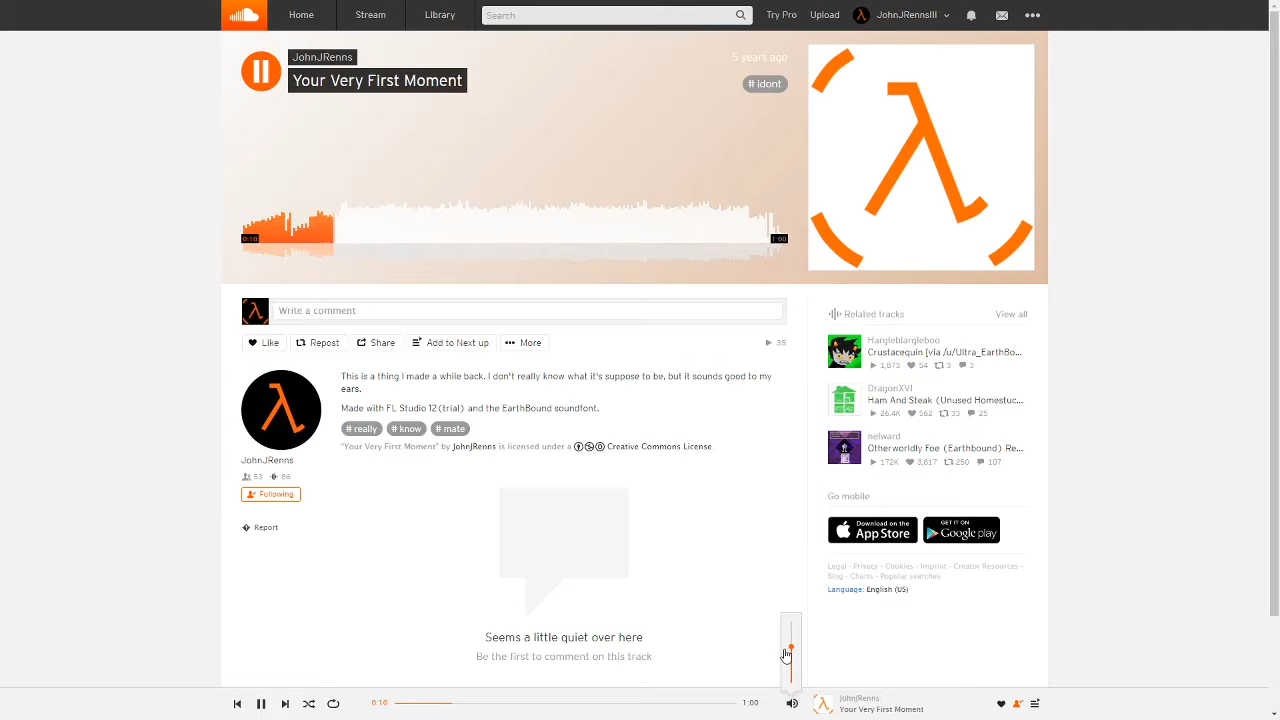 Home
Stream
Library
Search
Try Pro
Upload
JohnJRennsIII
JohnJRenns
Your Very First Moment
5 years ago
# idont
0:10
1:00
Write a comment
Like
Repost
Share
Add to Next up
More
35
This is a thing I made a while back. I don't really know what it's suppose to be, but it sounds good to my
ears.
Made with FL Studio 12(trial) and the EarthBound soundfont.
# really
# know
# mate
"Your Very First Moment" by JohnJRenns is licensed under a Creative Commons License.
JohnJRenns
53
86
Following
Report
Seems a little quiet over here
Be the first to comment on this track
Related tracks
View all
Hargleblargleboo
Crustacequin [via /u/Ultra_EarthBo...
1,873 54 3 3
DragonXVI
Ham And Steak (Unused Homestuc...
26.4K 562 33 25
nelward
Otherworldly Foe (Earthbound) Re...
172K 3,817 250 107
Go mobile
Download on the
App Store
GET IT ON
Google play
Legal - Privacy - Cookies - Imprint - Creator Resources -
Blog - Charts - Popular searches
Language: English (US)
0:10
1:00
JohnJRenns
Your Very First Moment